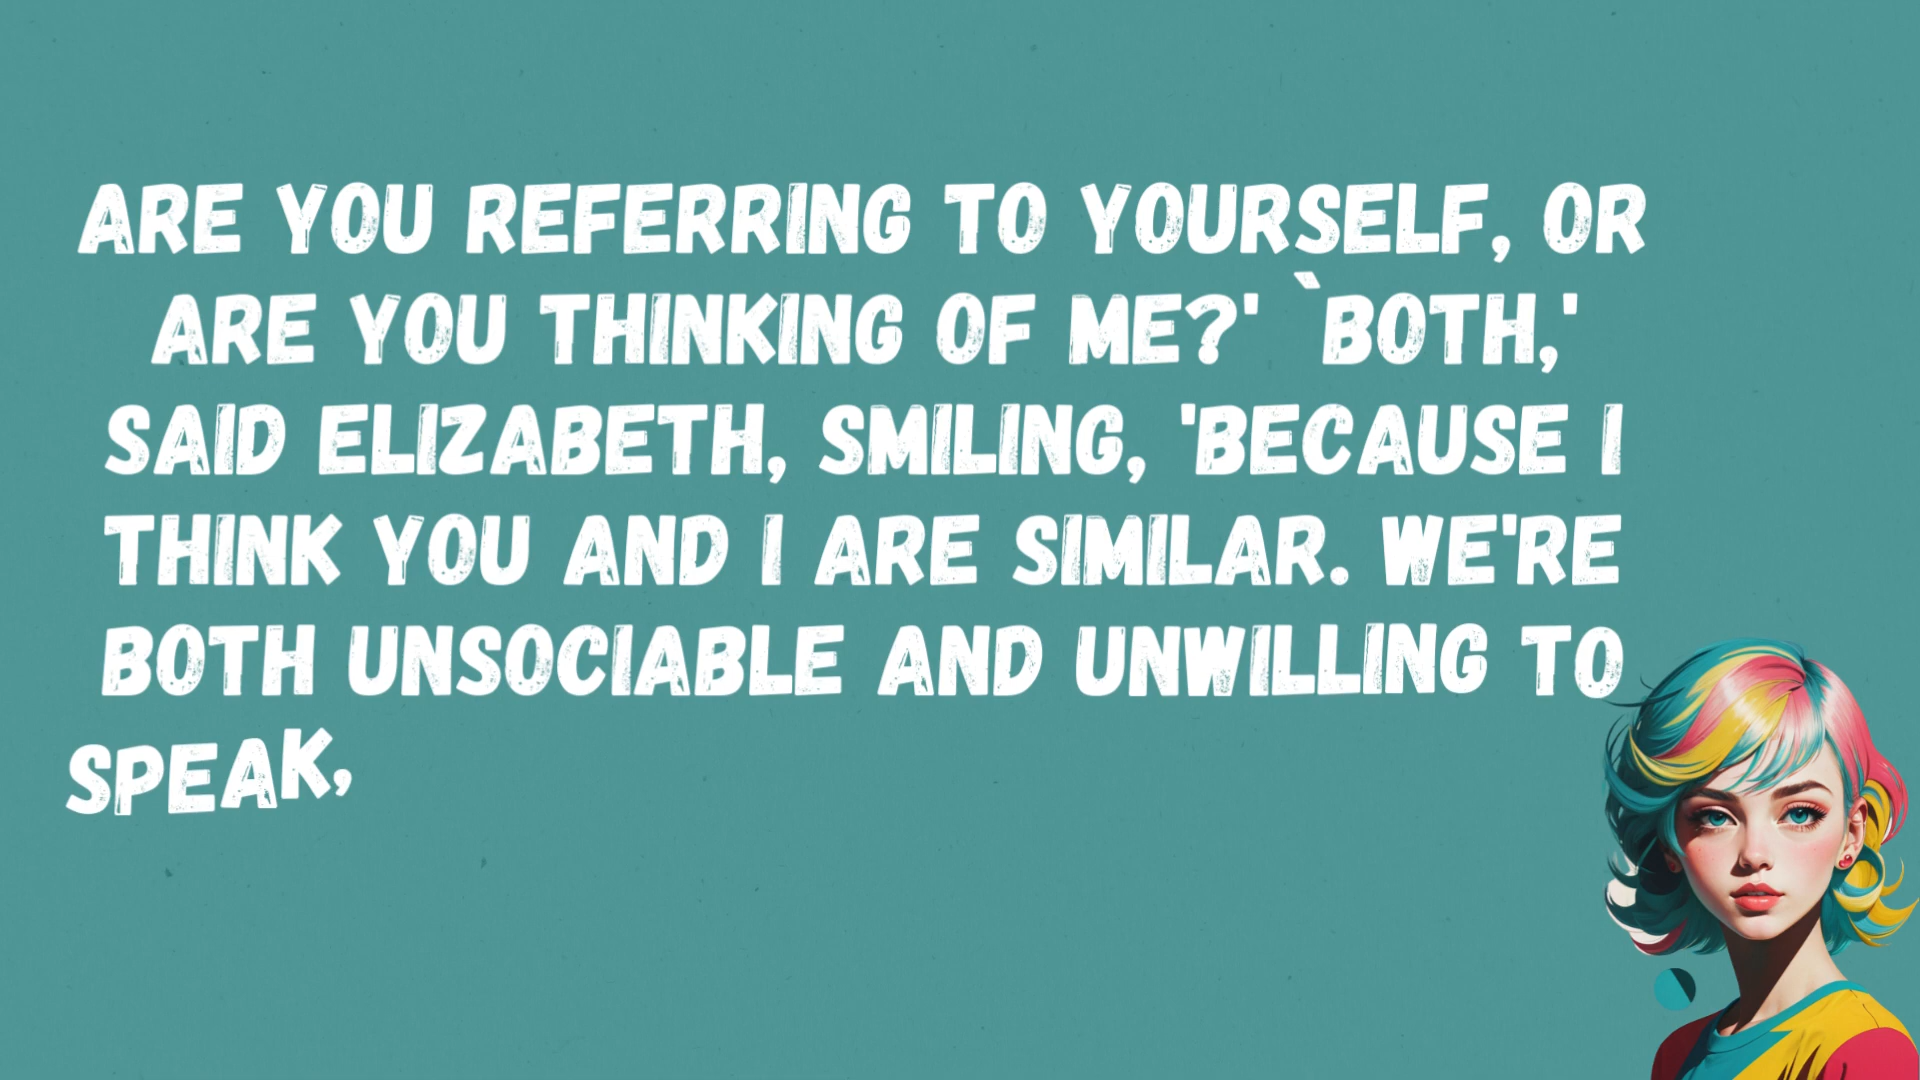 ARE YOU REFERRING TO YOURSELF, OR
ARE YOU THINKING OF ME?' `BOTH,'
SAID ELIZABETH, SMILING, 'BECAUSE I
THINK YOU AND I ARE SIMILAR. WE'RE
BOTH UNSOCIABLE AND UNWILLING TO
SPEAK,